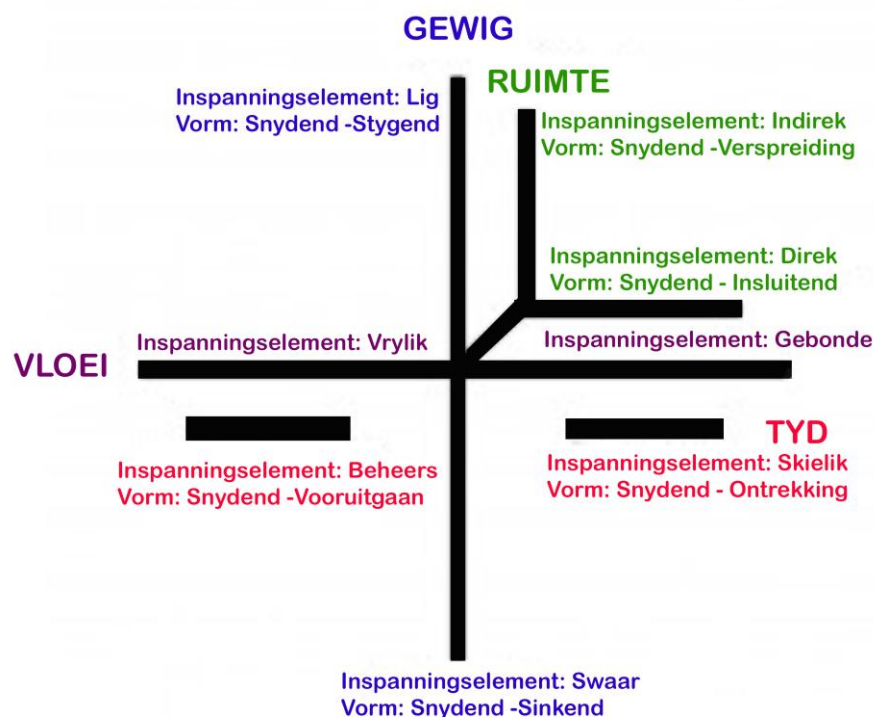 GEWIG
RUIMTE
Inspanningselement: Lig
Vorm: Snydend -Stygend
Inspanningselement: Indirek
Vorm: Snydend -Verspreiding
Inspanningselement: Direk
Vorm: Snydend - Insluitend
Inspanningselement: Vrylik
Inspanningselement: Gebonde
VLOEI
TYD
Inspanningselement: Beheers
Vorm: Snydend -Vooruitgaan
Inspanningselement: Skielik
Vorm: Snydend - Ontrekking
Inspanningselement: Swaar
Vorm: Snydend -Sinkend